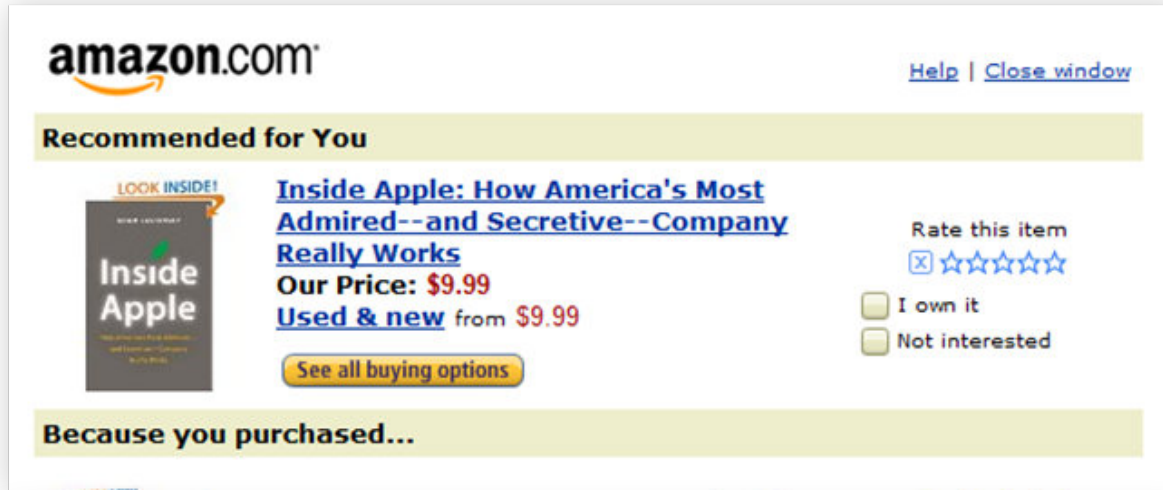 amazon.com
Help | Close window
Recommended for You
LOOK INSIDE!
Inside Apple: How America's Most
Admired--and Secretive--Company
Really Works
Our Price: $9.99
Used & new from $9.99
See all buying options
Inside
Apple
Rate this item
I own it
Not interested
Because you purchased...